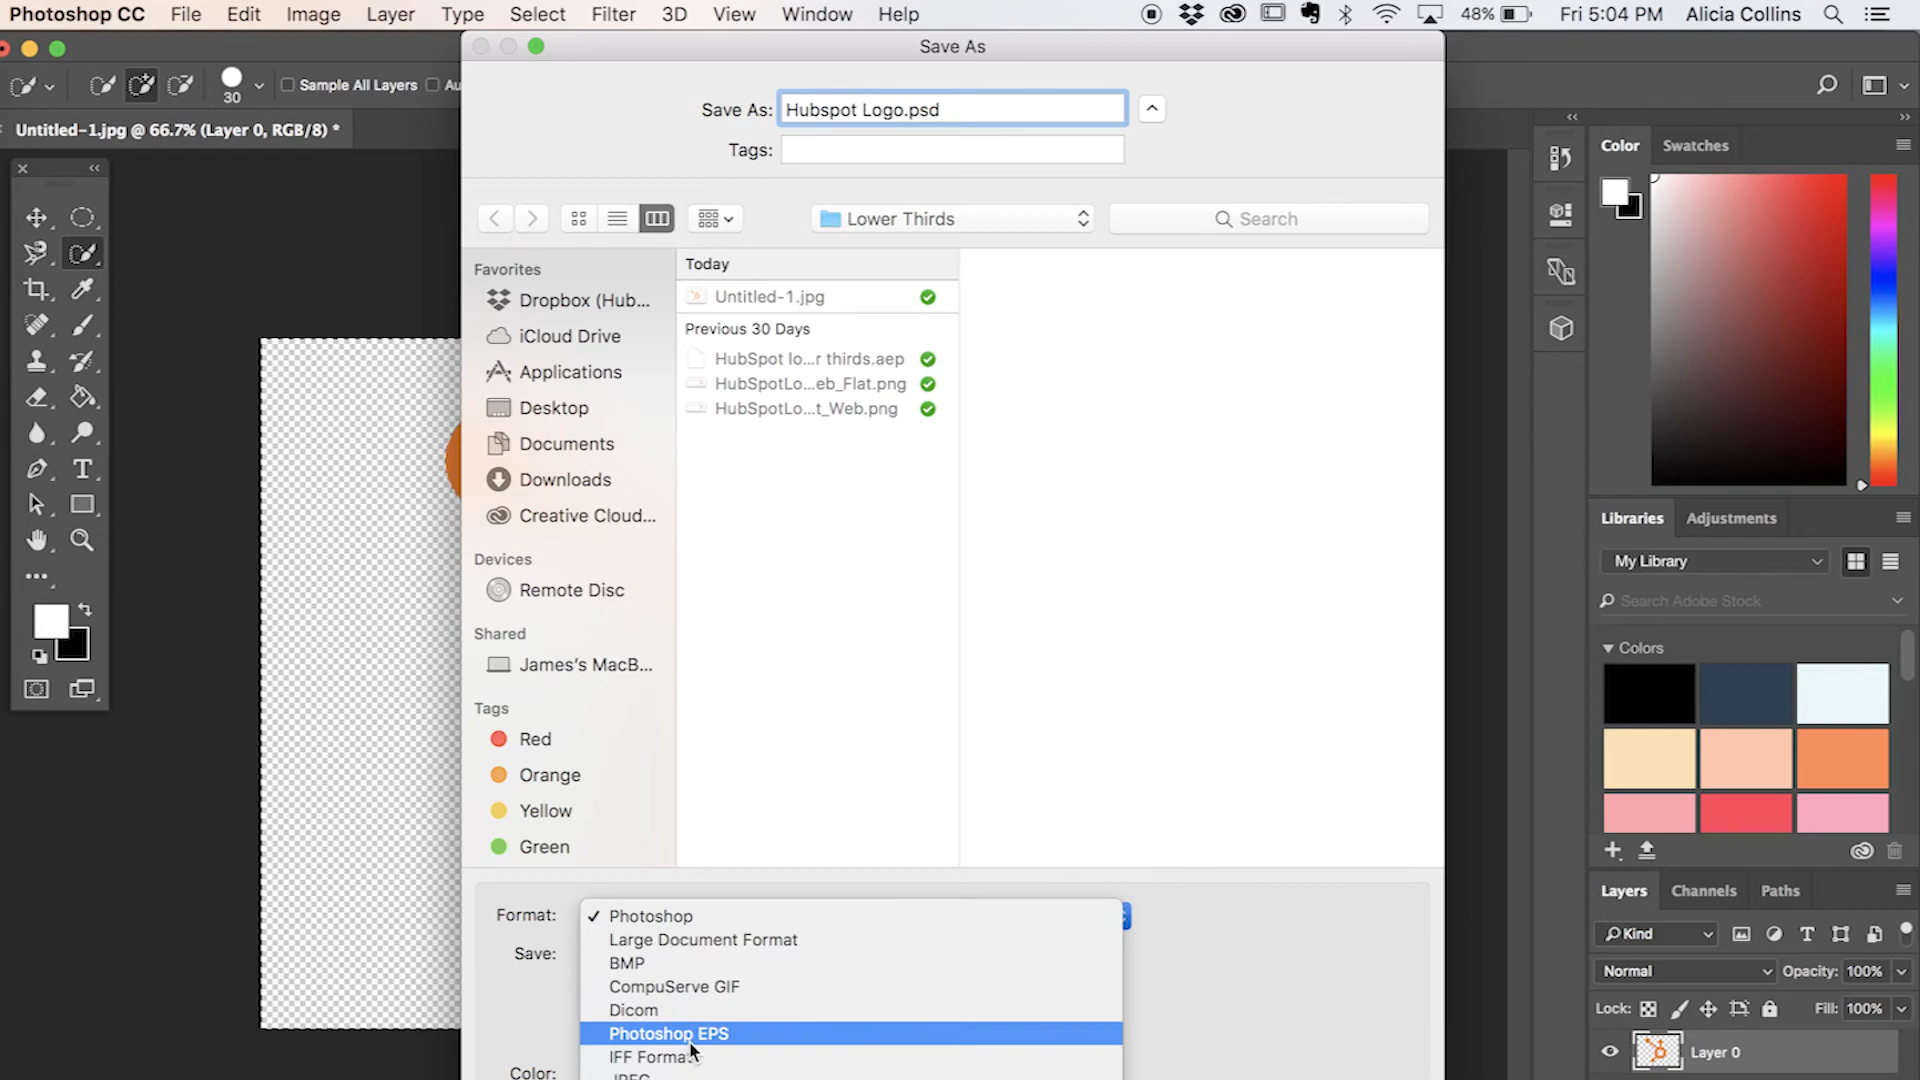 Photoshop CC File Edit Image Layer Type Select Filter 3D View Window Help 48% Fri 5:04 PM Alicia Collins
Save As
30 Sample All Layers Au
Save As: Hubspot Logo.psd
Untitled-1.jpg @ 66.7% (Layer 0, RGB/8) *
Tags:
Color Swatches
Lower Thirds Search
Favorites
Dropbox (Hub...
iCloud Drive
Applications
Desktop
Documents
Downloads
Creative Cloud...
Devices
Remote Disc
Shared
James's MacB...
Tags
Red
Orange
Yellow
Green
Today
Untitled-1.jpg
Previous 30 Days
HubSpot lo...r thirds.aep
HubSpotLo...eb_Flat.png
HubSpotLo...t_Web.png
Format:
Save:
Color:
Photoshop
Large Document Format
BMP
CompuServe GIF
Dicom
Photoshop EPS
IFF Format
JPEG
Libraries Adjustments
My Library
Search Adobe Stock
Colors
Layers Channels Paths
Kind
Normal Opacity: 100%
Lock: Fill: 100%
Layer 0